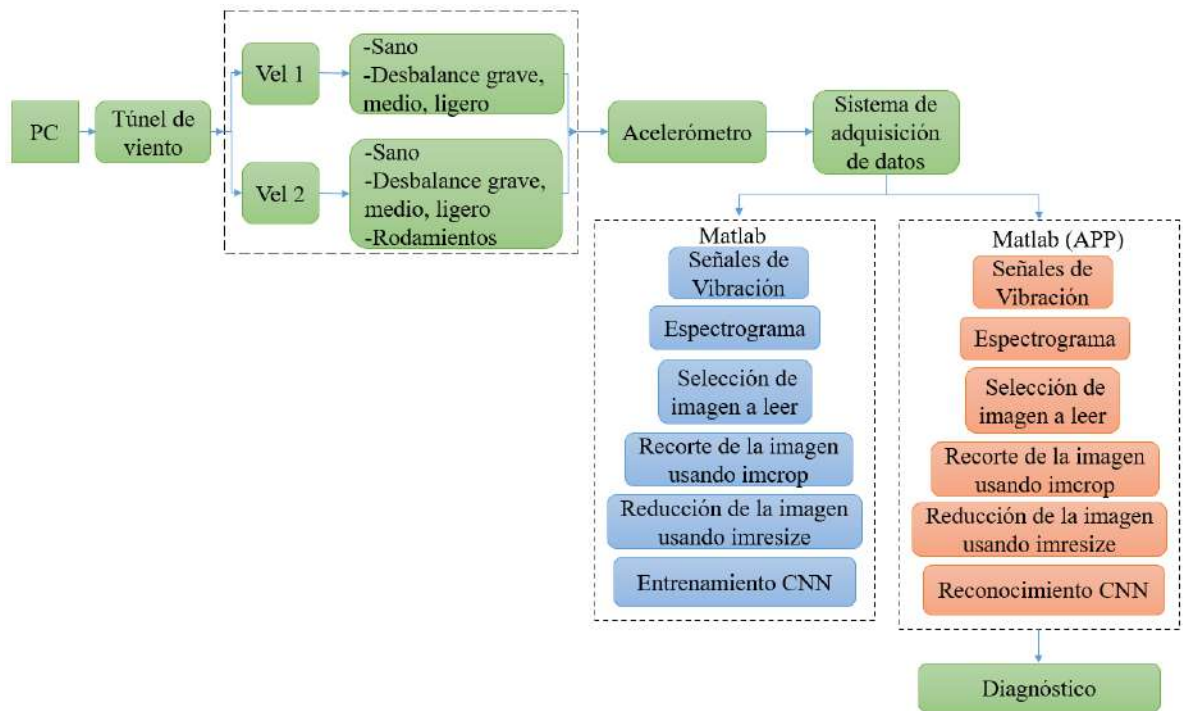 PC
Túnel de
viento
Vel 1
-Sano
-Desbalance grave,
medio, ligero
Vel 2
-Sano
-Desbalance grave,
medio, ligero
-Rodamientos
Acelerómetro
Sistema de
adquisición
de datos
Matlab
Señales de
Vibración
Espectrograma
Selección de
imagen a leer
Recorte de la imagen
usando imcrop
Reducción de la imagen
usando imresize
Entrenamiento CNN
Matlab (APP)
Señales de
Vibración
Espectrograma
Selección de
imagen a leer
Recorte de la imagen
usando imcrop
Reducción de la imagen
usando imresize
Reconocimiento CNN
Diagnóstico